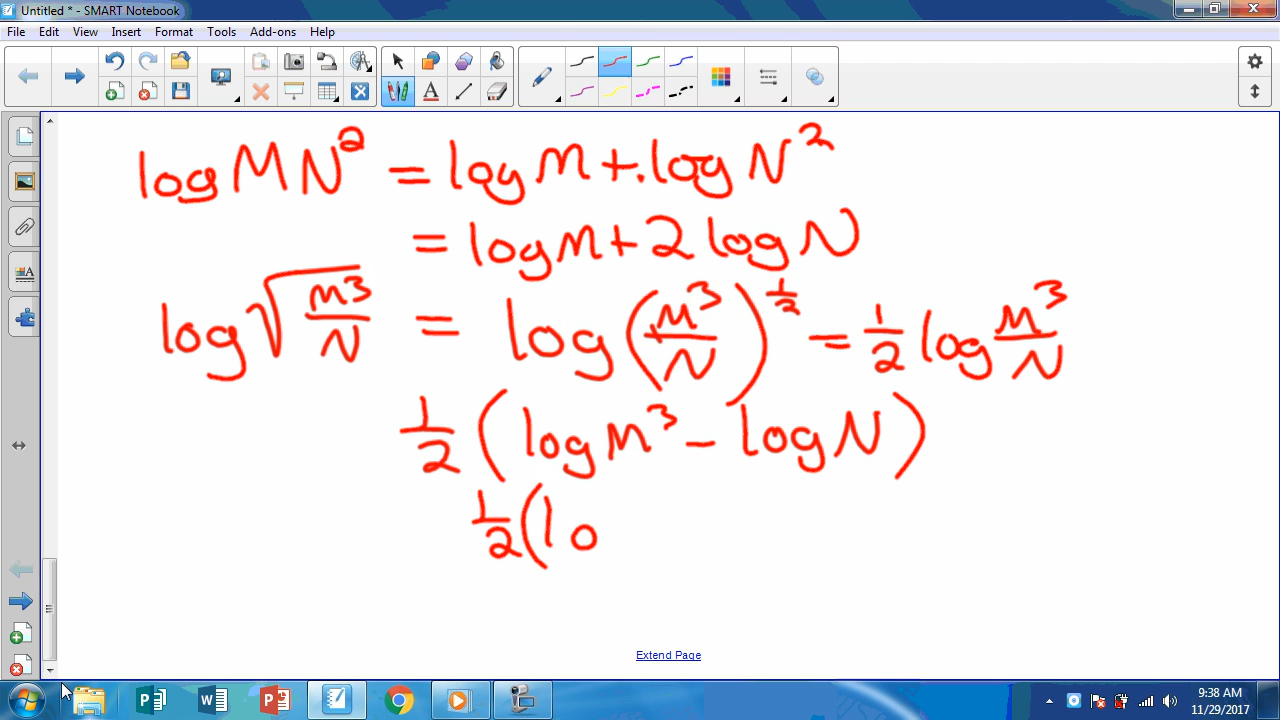 Untitled * - SMART Notebook
File Edit View Insert Format Tools Add-ons Help
log MN² = log M + log N²
= log M + 2 log N
log √(M³/N) = log (M³/N)^(1/2) = 1/2 log M³/N
1/2 (log M³ - log N)
1/2 (lo
Extend Page
9:38 AM
11/29/2017